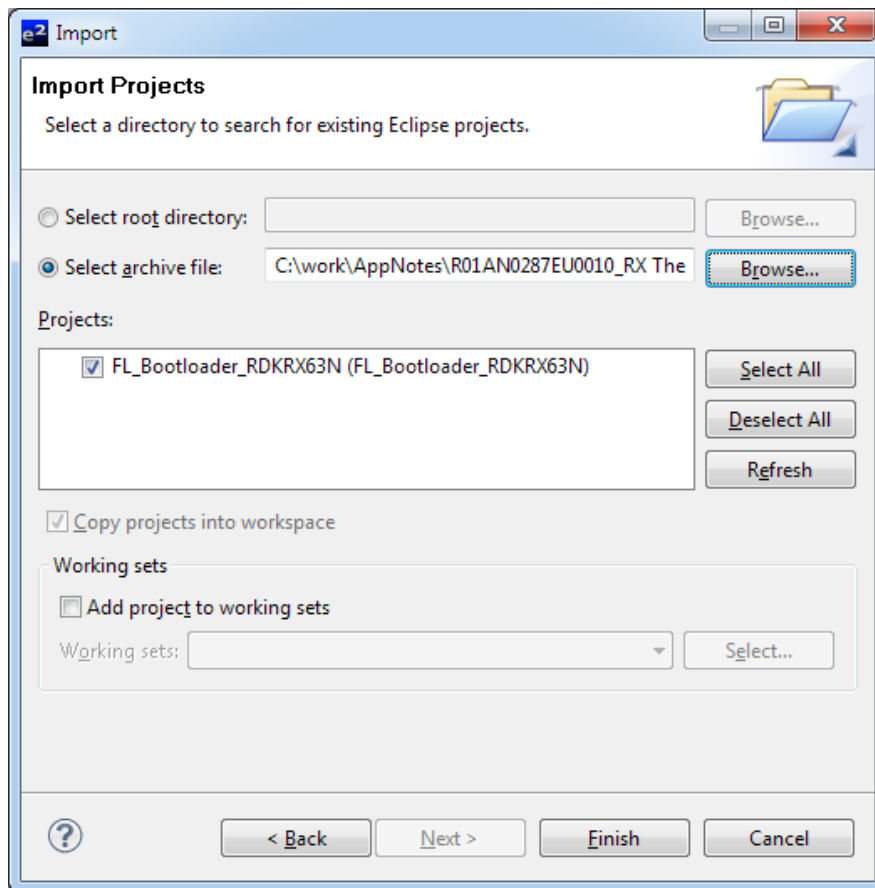 e² Import
Import Projects
Select a directory to search for existing Eclipse projects.
Select root directory: Browse...
Select archive file: C:\work\AppNotes\R01AN0287EU0010_RX The Browse...
Projects:
FL_Bootloader_RDKRX63N (FL_Bootloader_RDKRX63N)
Select All
Deselect All
Refresh
Copy projects into workspace
Working sets
Add project to working sets
Working sets: Select...
? < Back Next > Finish Cancel